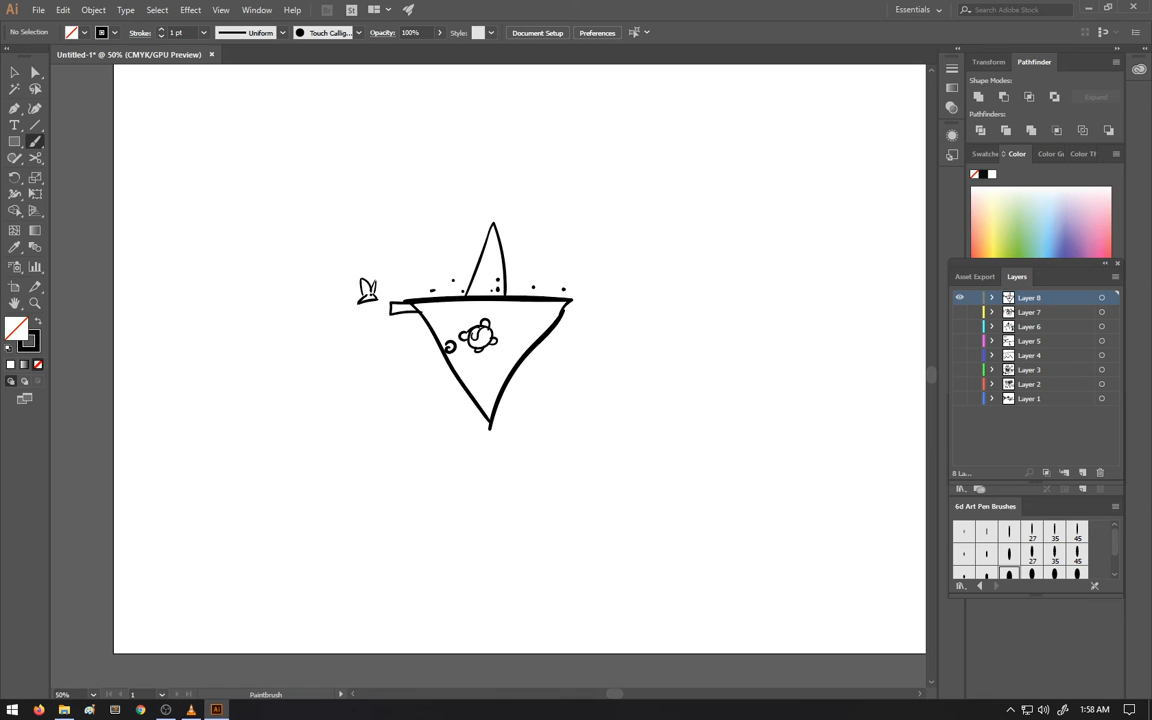 Ai File Edit Object Type Select Effect View Window Help Br St Essentials Search Adobe Stock
No Selection Stroke: 1 pt Uniform Touch Callig... Opacity: 100% Style: Document Setup Preferences
Untitled-1* @ 50% (CMYK/GPU Preview)
Transform Pathfinder
Shape Modes:
Expand
Pathfinders:
Swatche Color Color G Color T
Asset Export Layers
Layer 8
Layer 7
Layer 6
Layer 5
Layer 4
Layer 3
Layer 2
Layer 1
8 La...
6d Art Pen Brushes
27 35 45
27 35 45
50% 1 Paintbrush
Ai 1:58 AM